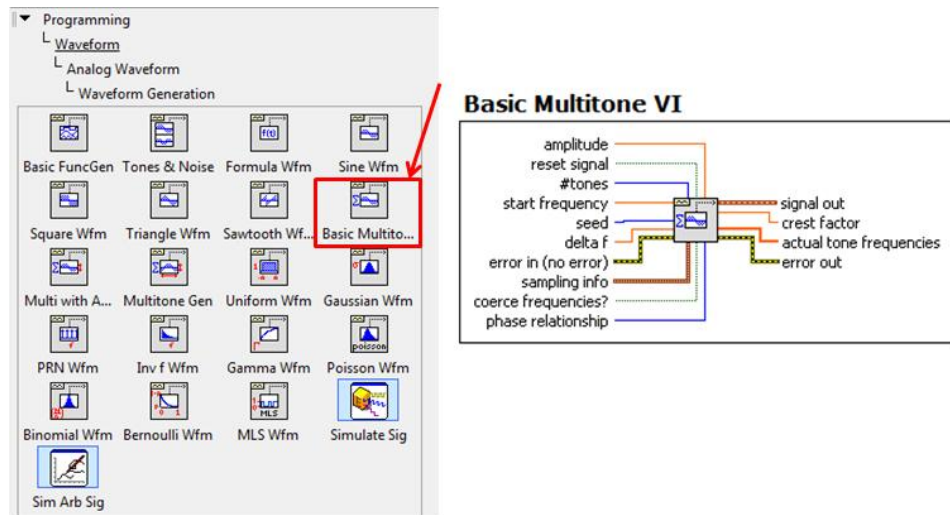 Programming
Waveform
Analog Waveform
Waveform Generation
Basic FuncGen Tones & Noise Formula Wfm Sine Wfm
Square Wfm Triangle Wfm Sawtooth Wf... Basic Multito...
Multi with A... Multitone Gen Uniform Wfm Gaussian Wfm
PRN Wfm Inv f Wfm Gamma Wfm Poisson Wfm
Binomial Wfm Bernoulli Wfm MLS Wfm Simulate Sig
Sim Arb Sig
f(t)
poisson
MLS
Basic Multitone VI
amplitude
reset signal
#tones
start frequency
seed
delta f
error in (no error)
sampling info
coerce frequencies?
phase relationship
signal out
crest factor
actual tone frequencies
error out